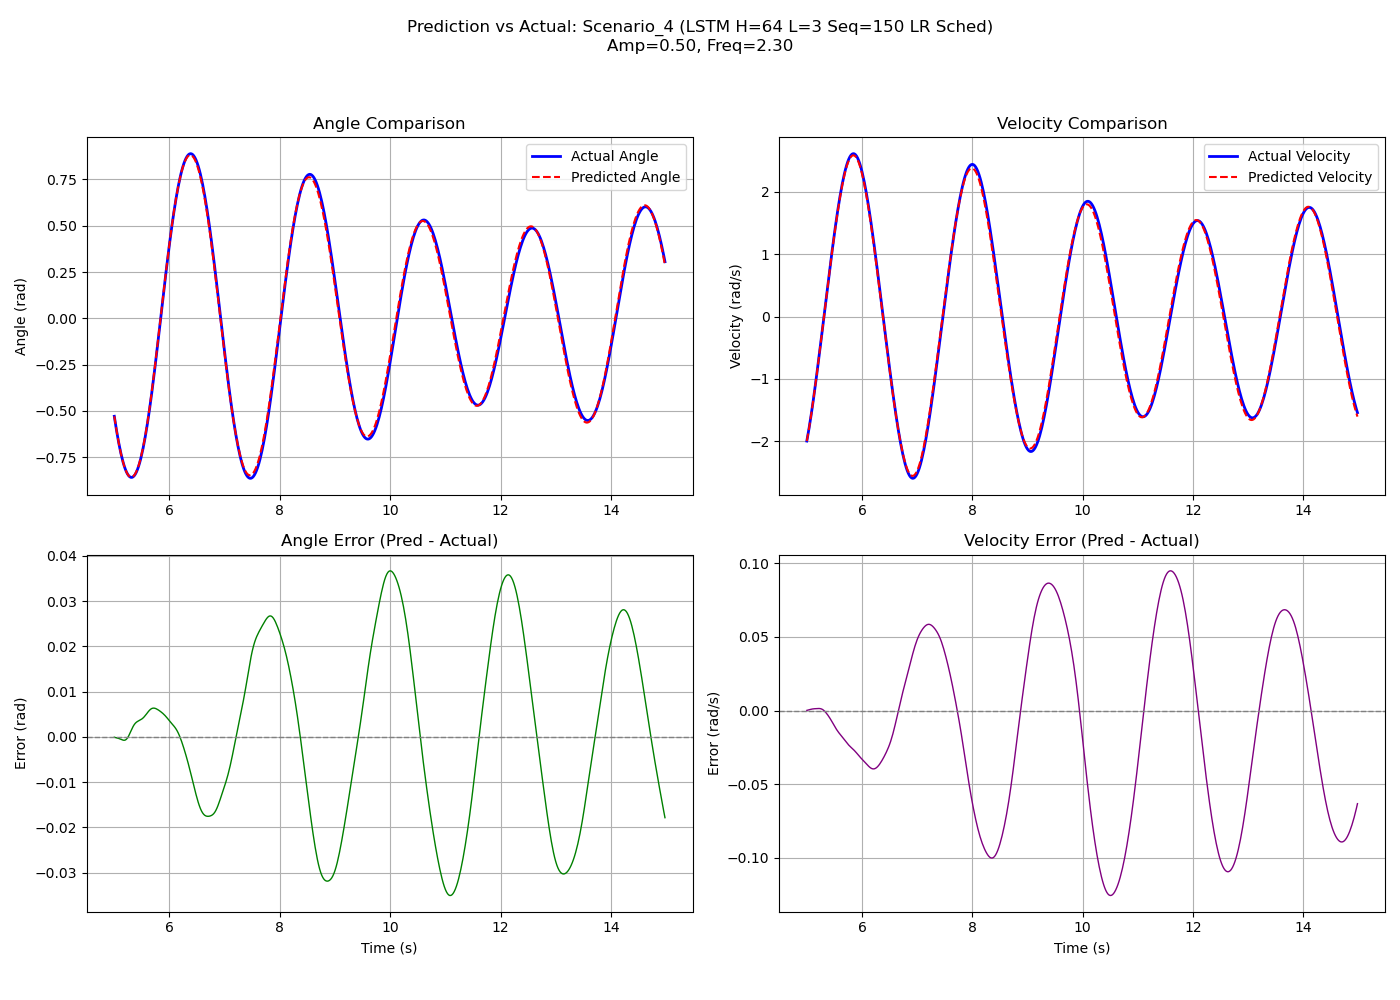 Prediction vs Actual: Scenario_4 (LSTM H=64 L=3 Seq=150 LR Sched)
Amp=0.50, Freq=2.30
Angle Comparison
Actual Angle
Predicted Angle
Angle (rad)
0.75
0.50
0.25
0.00
−0.25
−0.50
−0.75
6 8 10 12 14
Velocity Comparison
Actual Velocity
Predicted Velocity
Velocity (rad/s)
2
1
0
−1
−2
6 8 10 12 14
Angle Error (Pred - Actual)
Error (rad)
0.04
0.03
0.02
0.01
0.00
−0.01
−0.02
−0.03
6 8 10 12 14
Time (s)
Velocity Error (Pred - Actual)
Error (rad/s)
0.10
0.05
0.00
−0.05
−0.10
6 8 10 12 14
Time (s)